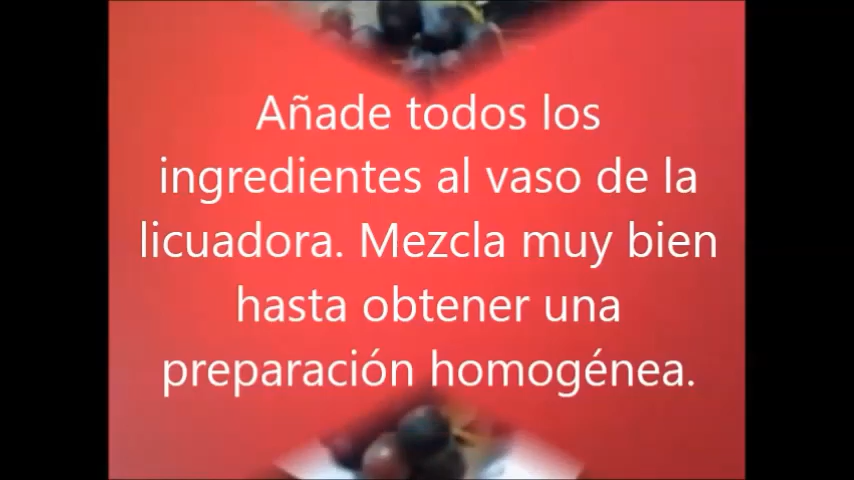 Añade todos los
ingredientes al vaso de la
licuadora. Mezcla muy bien
hasta obtener una
preparación homogénea.